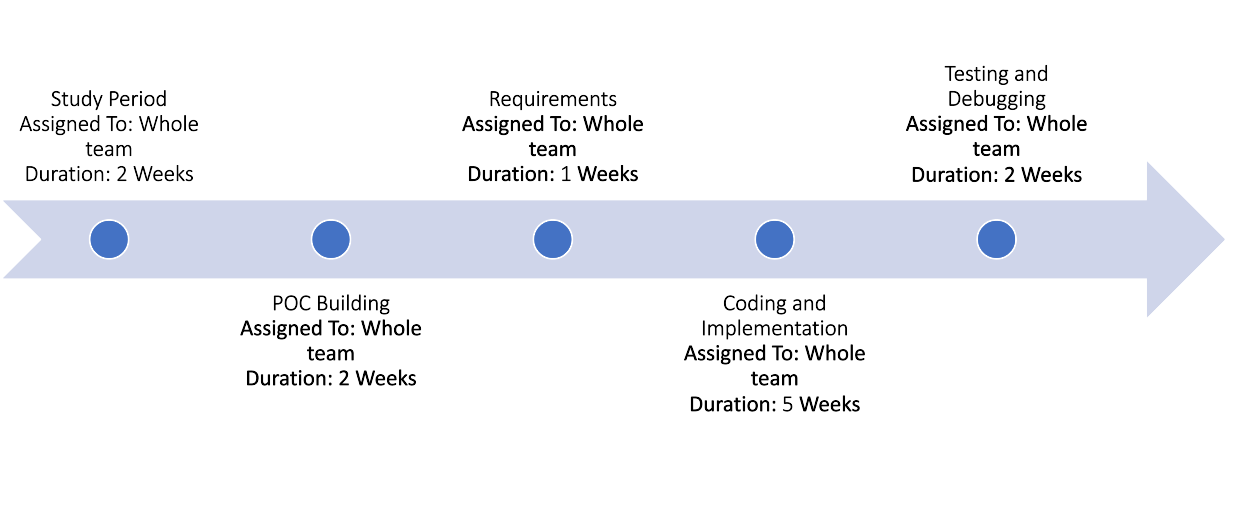 Study Period
Assigned To: Whole
team
Duration: 2 Weeks
POC Building
Assigned To: Whole
team
Duration: 2 Weeks
Requirements
Assigned To: Whole
team
Duration: 1 Weeks
Coding and
Implementation
Assigned To: Whole
team
Duration: 5 Weeks
Testing and
Debugging
Assigned To: Whole
team
Duration: 2 Weeks